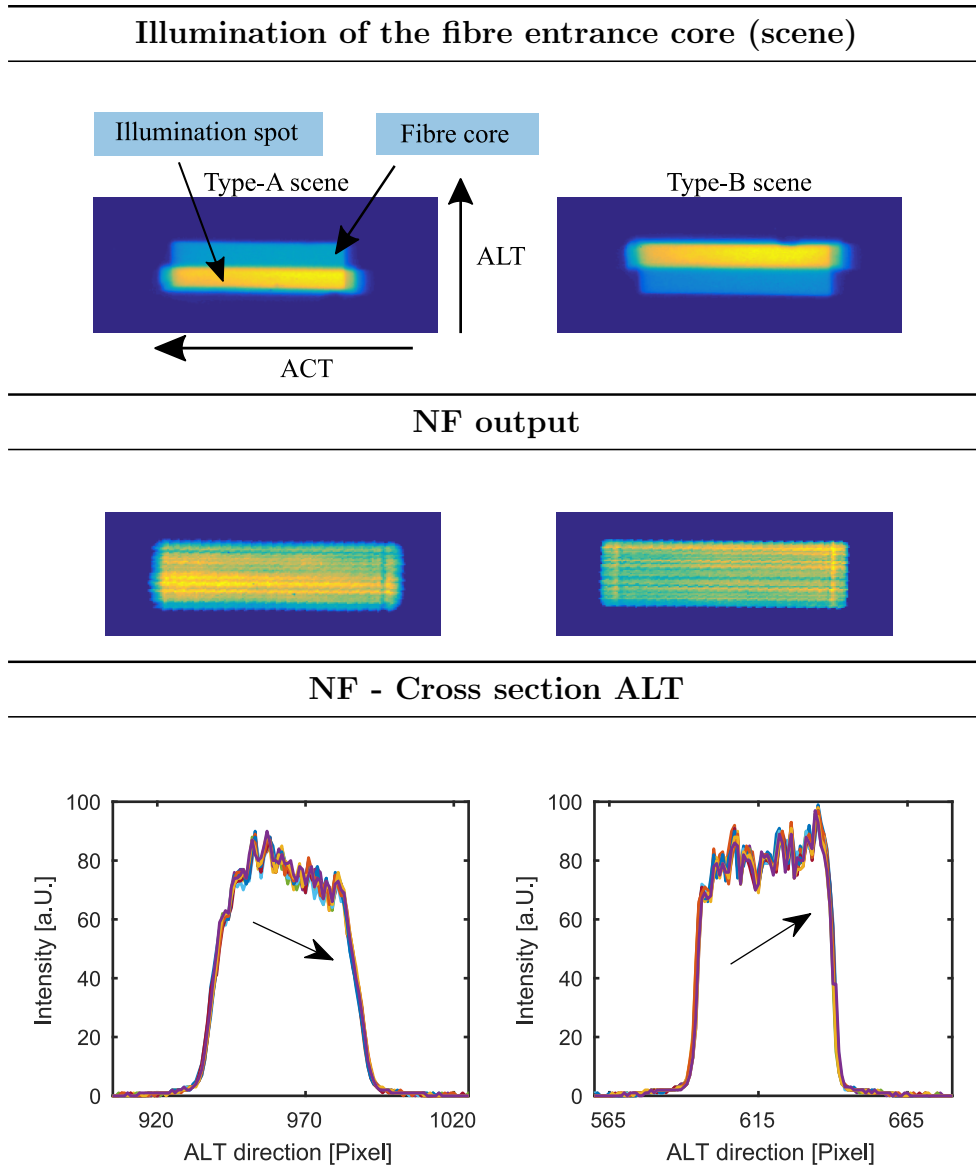 Illumination of the fibre entrance core (scene)
Illumination spot
Fibre core
Type-A scene
Type-B scene
ALT
ACT
NF output
NF - Cross section ALT
100
80
60
40
20
0
Intensity [a.U.]
920 970 1020
ALT direction [Pixel]
100
80
60
40
20
0
Intensity [a.U.]
565 615 665
ALT direction [Pixel]